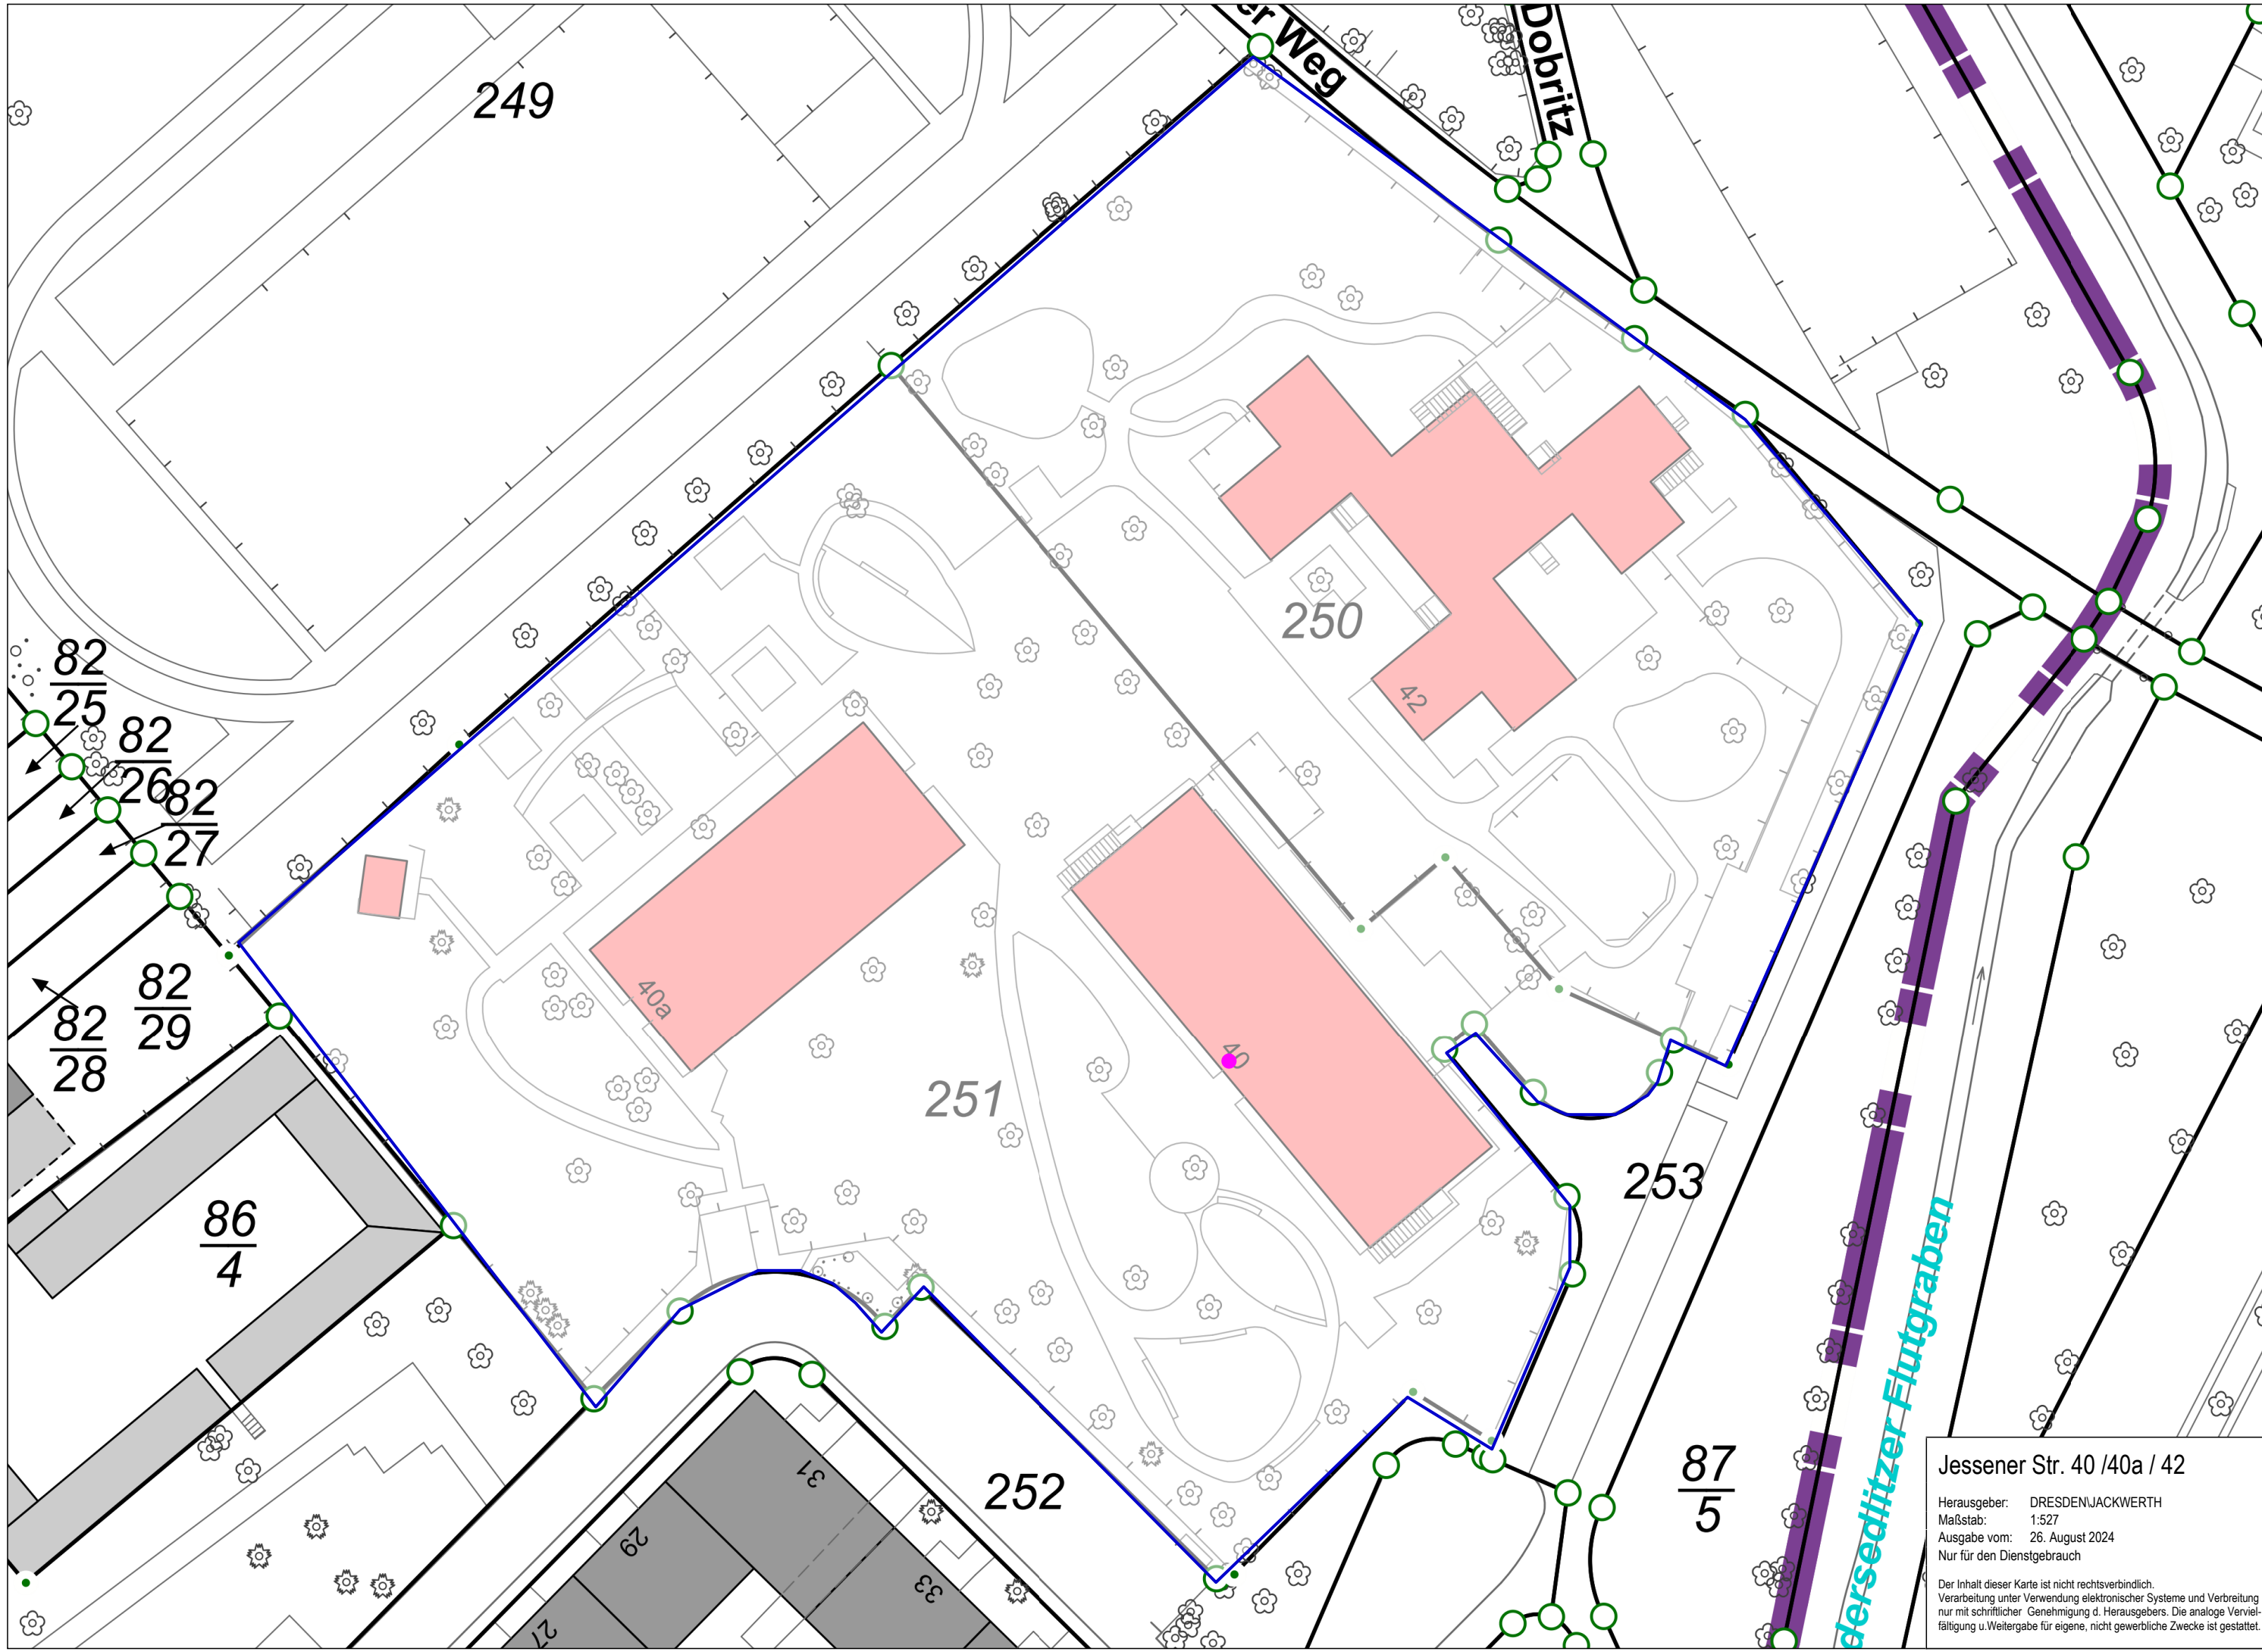 er Weg
Dobritz
249
82
25
82
26
82
27
82
29
82
28
86
4
250
42
40a
251
40
253
252
31
29
33
27
87
5
dersedlitzer Flutgraben
Jessener Str. 40 /40a / 42
Herausgeber: DRESDEN\JACKWERTH
Maßstab: 1:527
Ausgabe vom: 26. August 2024
Nur für den Dienstgebrauch
Der Inhalt dieser Karte ist nicht rechtsverbindlich.
Verarbeitung unter Verwendung elektronischer Systeme und Verbreitung
nur mit schriftlicher Genehmigung d. Herausgebers. Die analoge Verviel-
fältigung u.Weitergabe für eigene, nicht gewerbliche Zwecke ist gestattet.